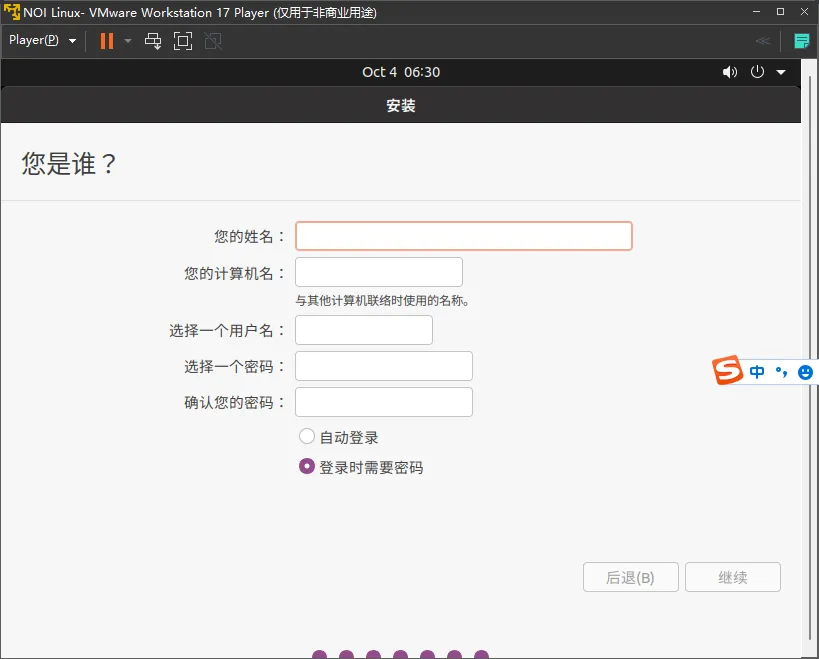 NOI Linux- VMware Workstation 17 Player (仅用于非商业用途)
Player(P)
Oct 4 06:30
安装
您是谁？
您的姓名：
您的计算机名：
与其他计算机联络时使用的名称。
选择一个用户名：
选择一个密码：
确认您的密码：
自动登录
登录时需要密码
S 中 °,
后退(B) 继续